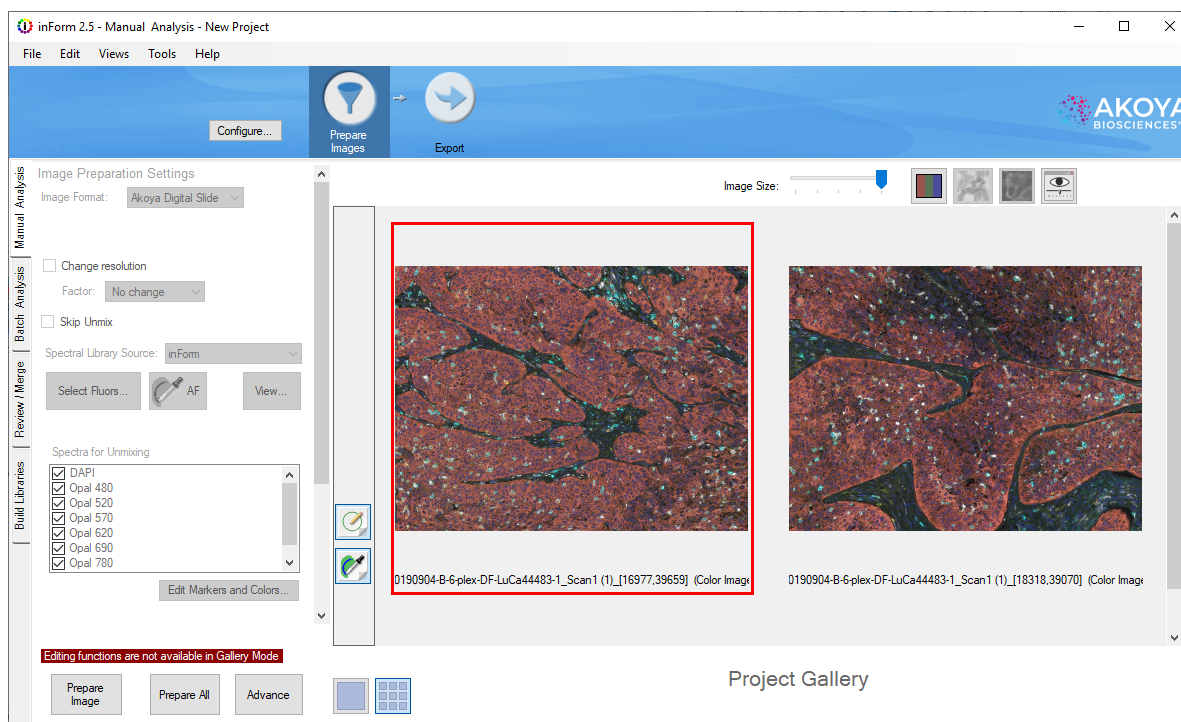 inForm 2.5 - Manual Analysis - New Project
File Edit Views Tools Help
Configure...
Prepare
Images
Export
AKOYA
BIOSCIENCES
Manual Analysis
Batch Analysis
Review / Merge
Build Libraries
Image Preparation Settings
Image Format: Akoya Digital Slide
Change resolution
Factor: No change
Skip Unmix
Spectral Library Source: inForm
Select Fluors... AF View...
Spectra for Unmixing
DAPI
Opal 480
Opal 520
Opal 570
Opal 620
Opal 690
Opal 780
Edit Markers and Colors...
Editing functions are not available in Gallery Mode
Prepare
Image
Prepare All
Advance
Image Size:
0190904-B-6-plex-DF-LuCa44483-1_Scan1 (1)_[16977,39659] (Color Image
0190904-B-6-plex-DF-LuCa44483-1_Scan1 (1)_[18318,39070] (Color Image
Project Gallery